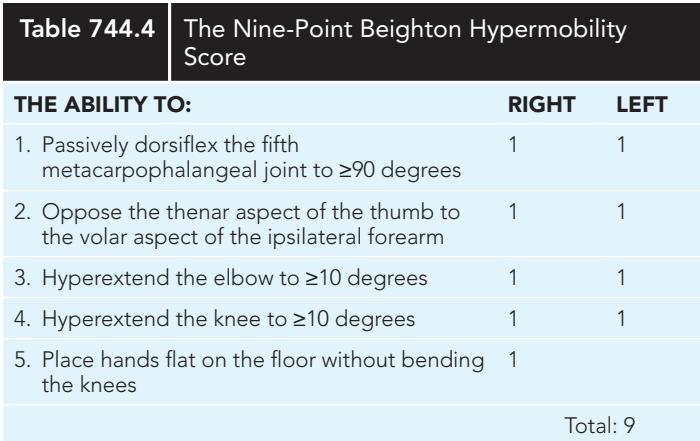 Table 744.4 The Nine-Point Beighton Hypermobility
Score
THE ABILITY TO: RIGHT LEFT
1. Passively dorsiflex the fifth
metacarpophalangeal joint to ≥90 degrees 1 1
2. Oppose the thenar aspect of the thumb to 1 1
the volar aspect of the ipsilateral forearm
3. Hyperextend the elbow to ≥10 degrees 1 1
4. Hyperextend the knee to ≥10 degrees 1 1
5. Place hands flat on the floor without bending 1
the knees
Total: 9